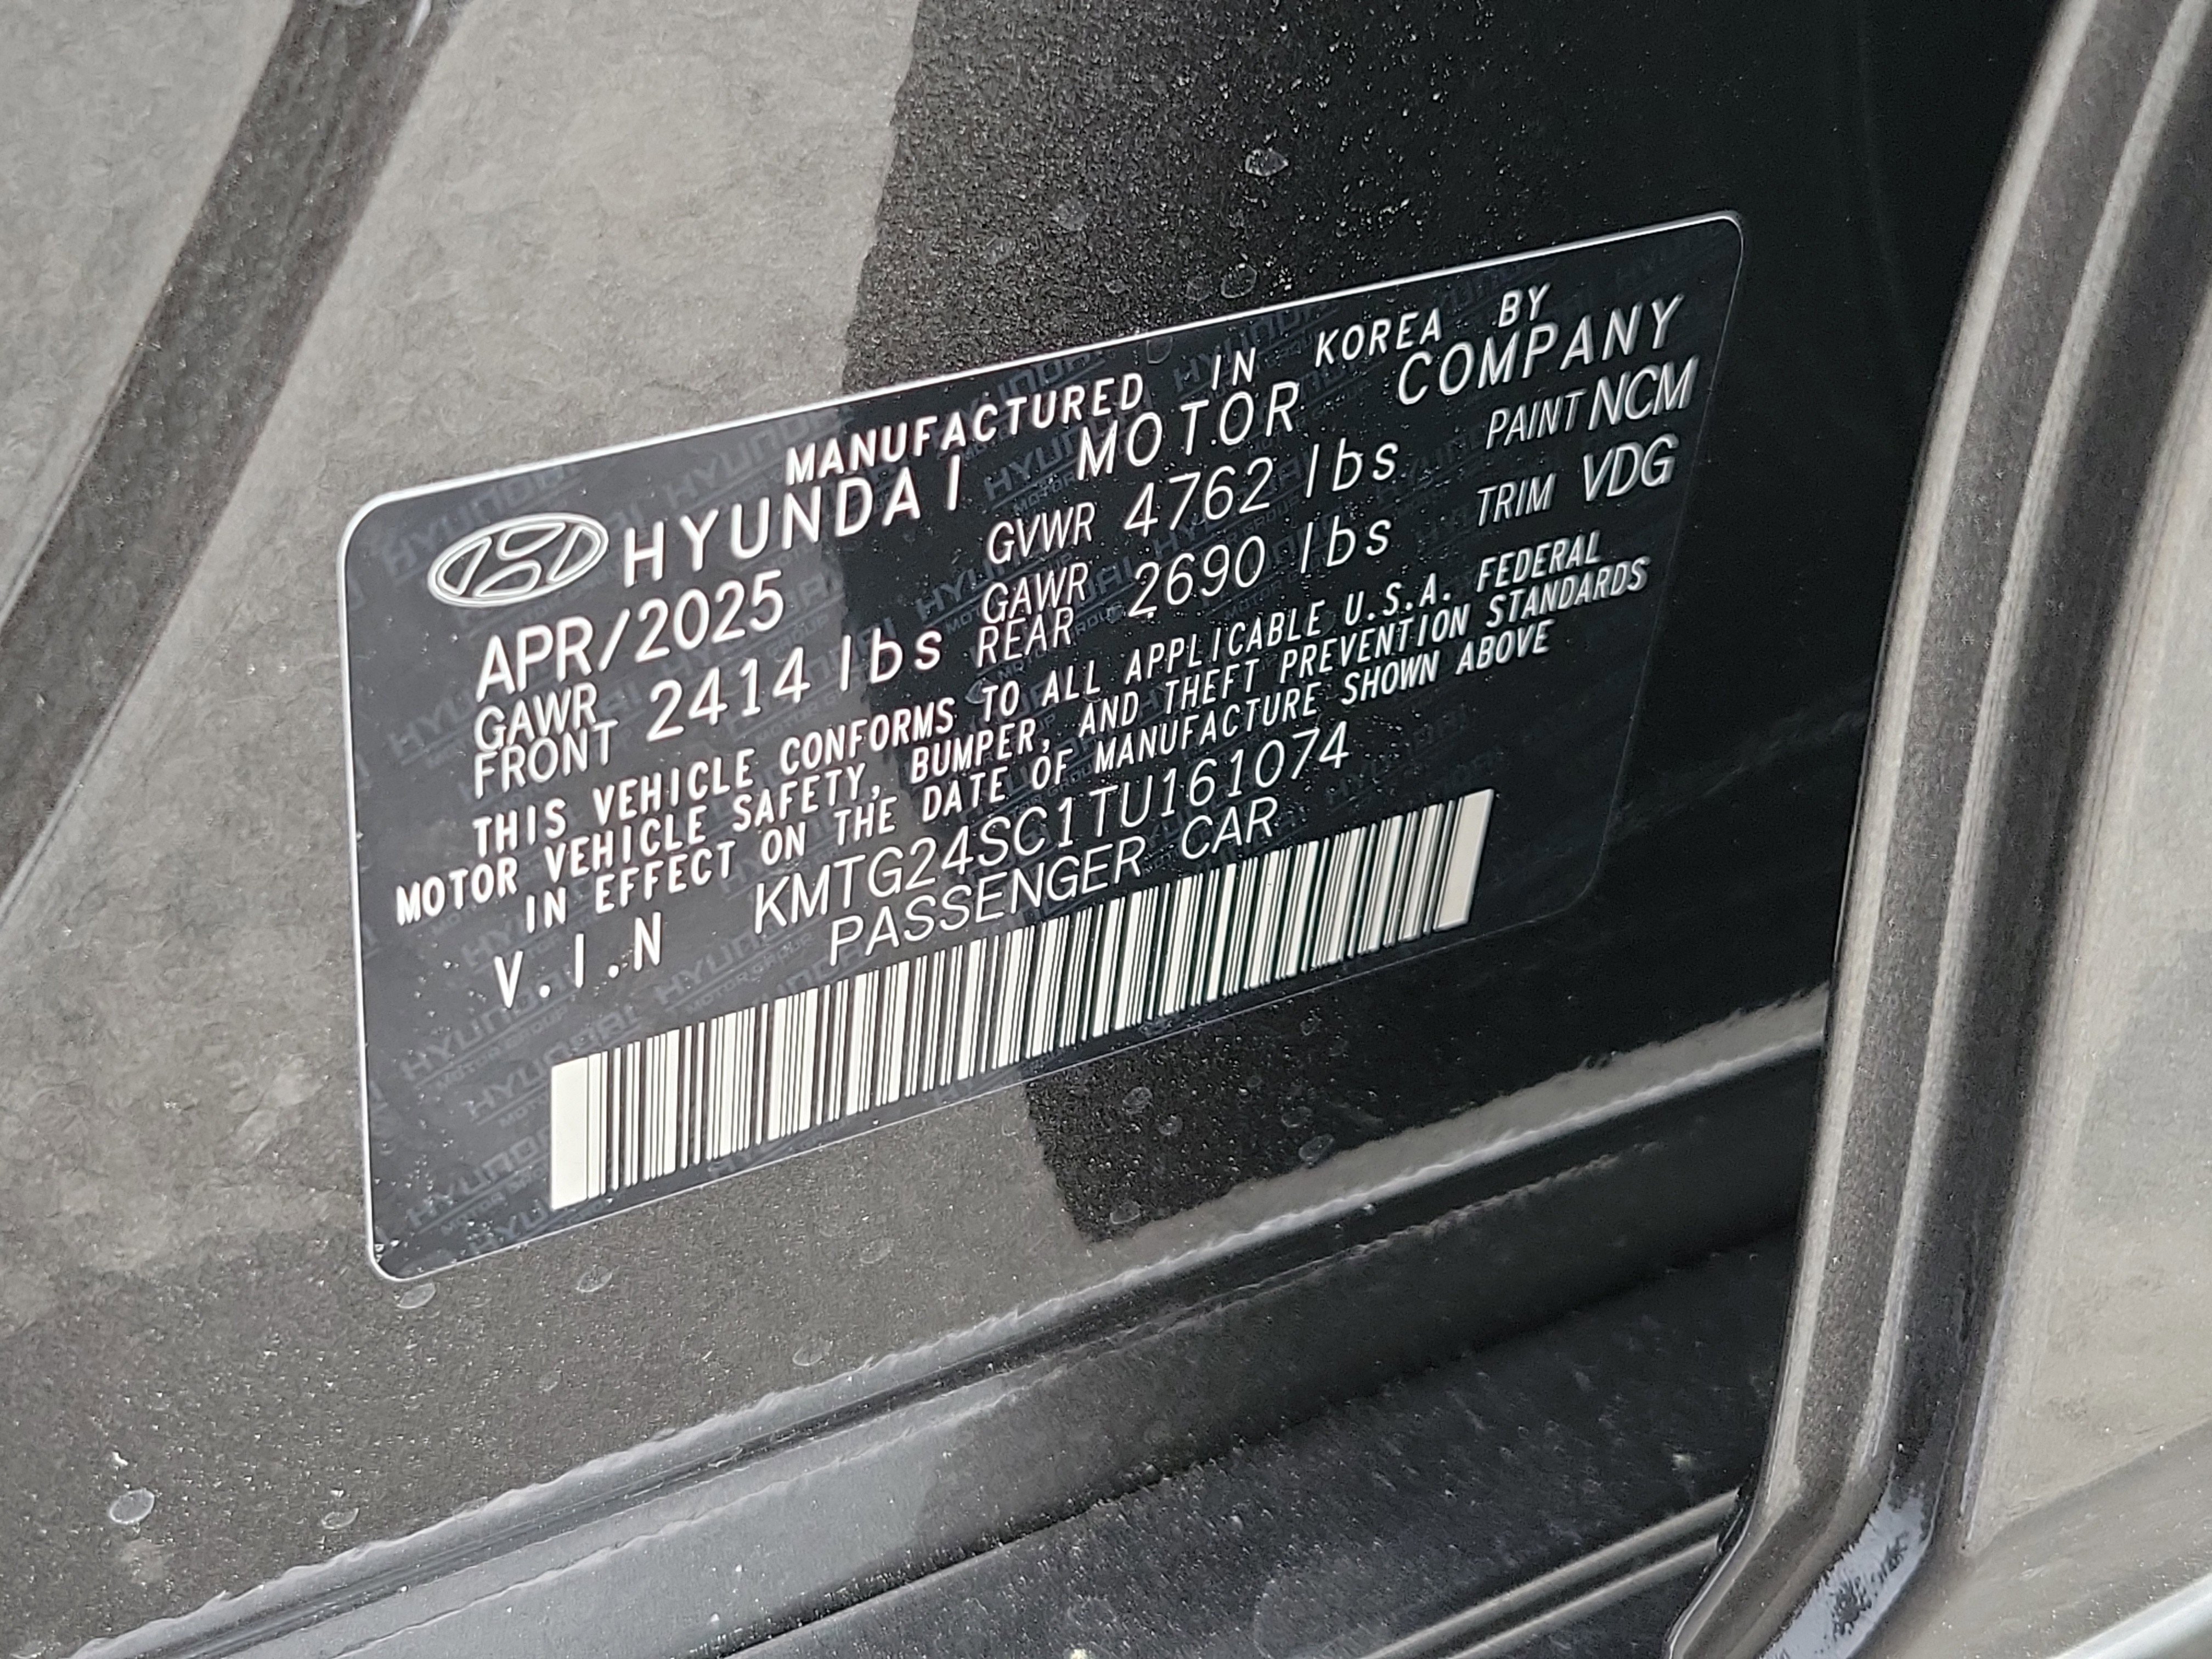 MANUFACTURED IN KOREA BY
HYUNDAI MOTOR COMPANY
APR/2025 GVWR 4762 lbs PAINT NCM
GAWR FRONT 2414 lbs GAWR REAR 2690 lbs TRIM VDG
THIS VEHICLE CONFORMS TO ALL APPLICABLE U.S.A. FEDERAL
MOTOR VEHICLE SAFETY, BUMPER, AND THEFT PREVENTION STANDARDS
IN EFFECT ON THE DATE OF MANUFACTURE SHOWN ABOVE
V.I.N KMTG24SC1TU161074
PASSENGER CAR